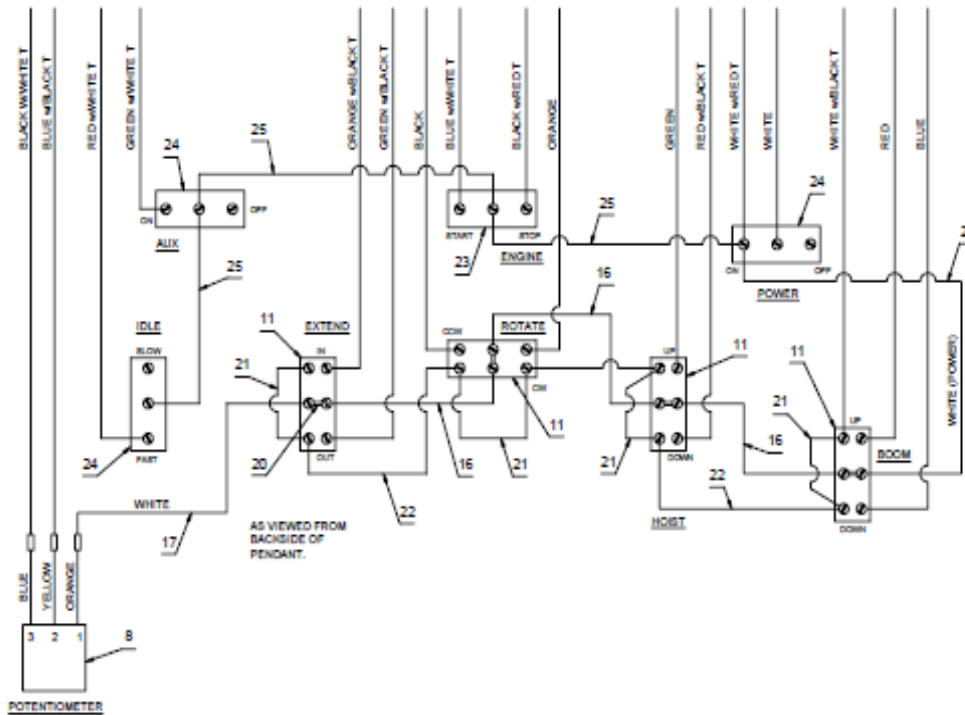 BLACK W/WHITE T
BLUE w/BLACK T
RED w/WHITE T
GREEN w/WHITE T
ORANGE w/BLACK T
GREEN w/BLACK T
BLACK
BLUE w/WHITE T
BLACK w/RED T
ORANGE
GREEN
RED w/BLACK T
WHITE w/RED T
WHITE
WHITE w/BLACK T
RED
BLUE
24
25
24
ON
OFF
AUX
START
STOP
23
ENGINE
25
ON
OFF
POWER
25
16
IDLE
SLOW
FAST
24
11
EXTEND
IN
OUT
21
20
CCW
ROTATE
CW
11
16
21
22
UP
11
DOWN
21
HOIST
11
21
UP
BOOM
DOWN
16
22
WHITE (POWER)
WHITE
17
AS VIEWED FROM
BACKSIDE OF
PENDANT.
BLUE
YELLOW
ORANGE
3 2 1
8
POTENTIOMETER